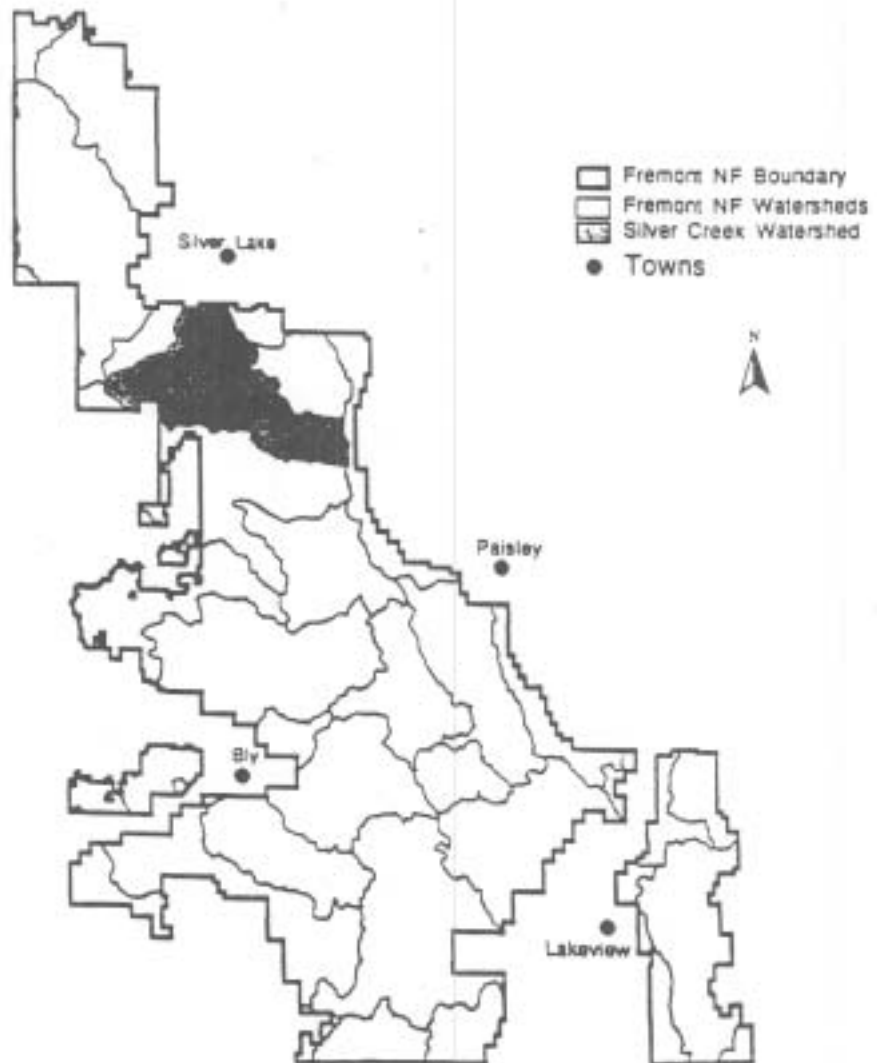 Fremont NF Boundary
Fremont NF Watersheds
Silver Creek Watershed
Towns
Silver Lake
N
Paisley
Bly
Lakeview